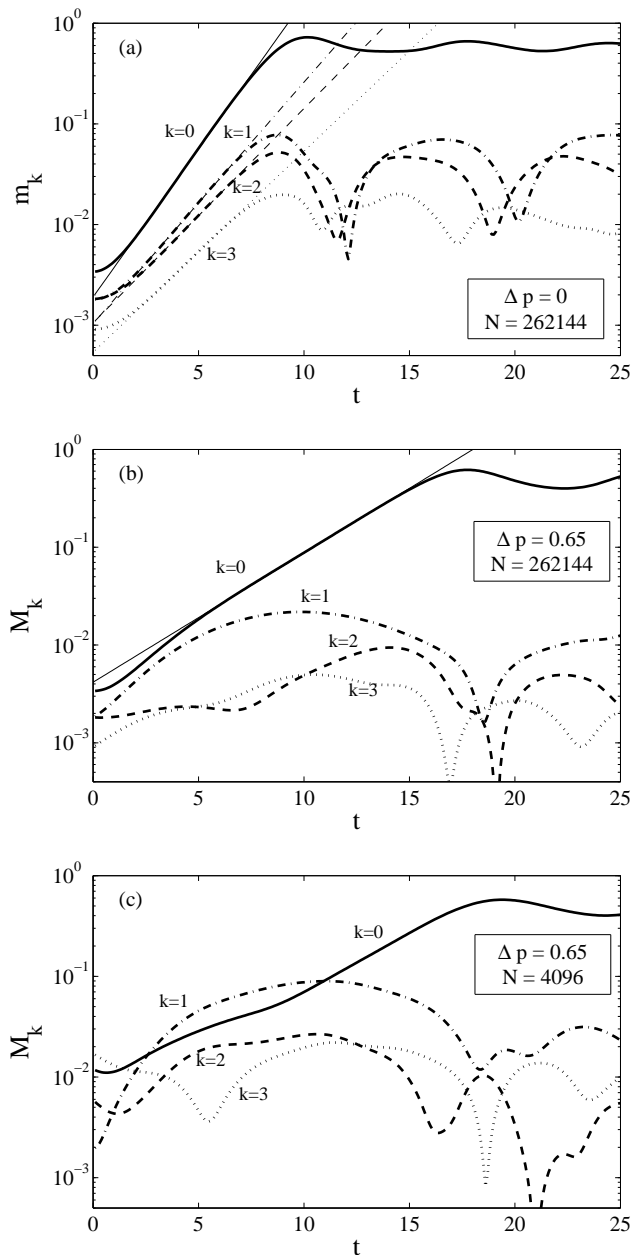 10^0
(a)
10^-1
k=0
k=1
m_k
k=2
10^-2
k=3
Δ p = 0
N = 262144
10^-3
0 5 10 15 20 25
t
10^0
(b)
Δ p = 0.65
N = 262144
10^-1
k=0
k=1
M_k
10^-2
k=2
k=3
10^-3
0 5 10 15 20 25
t
10^0
(c)
k=0
Δ p = 0.65
N = 4096
10^-1
k=1
M_k
k=2
10^-2
k=3
10^-3
0 5 10 15 20 25
t